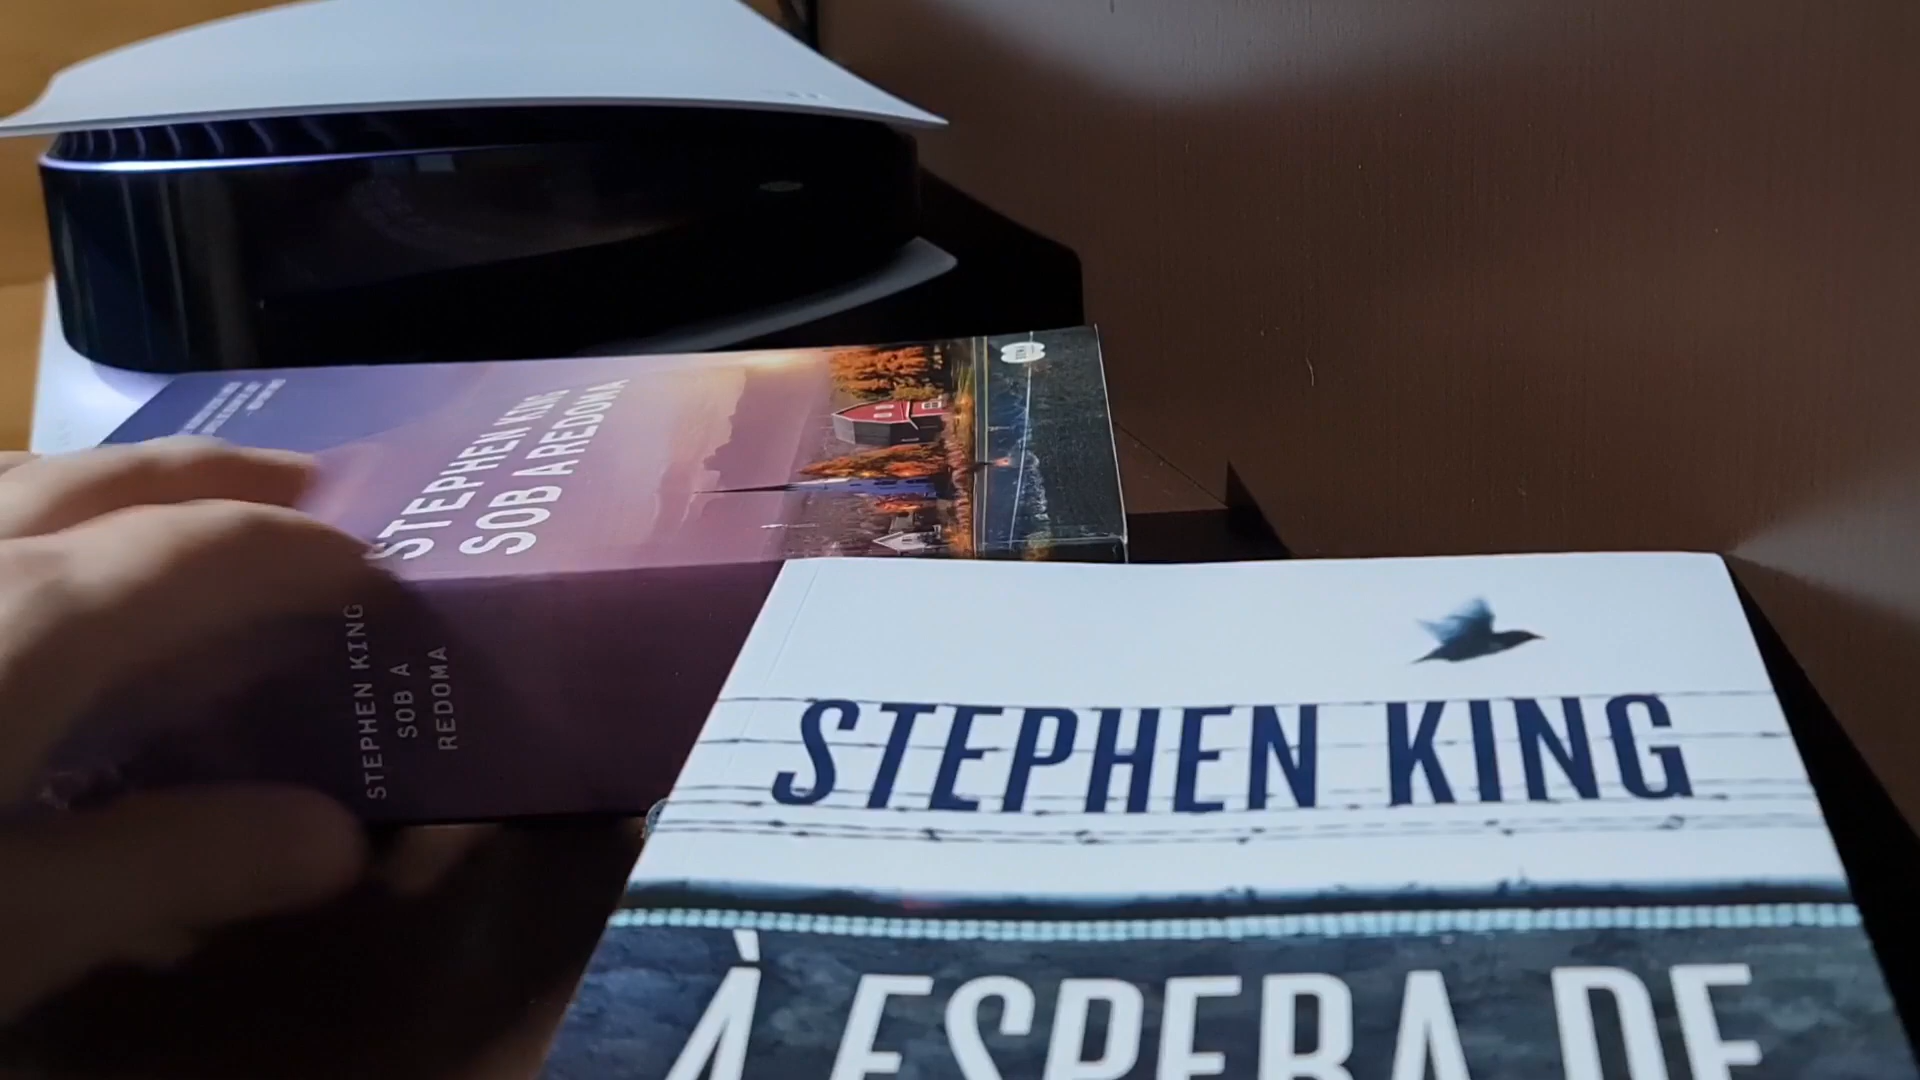 STEPHEN KING
SOB A REDOMA
STEPHEN KING
SOB A
REDOMA
STEPHEN KING
À ESPERA DE